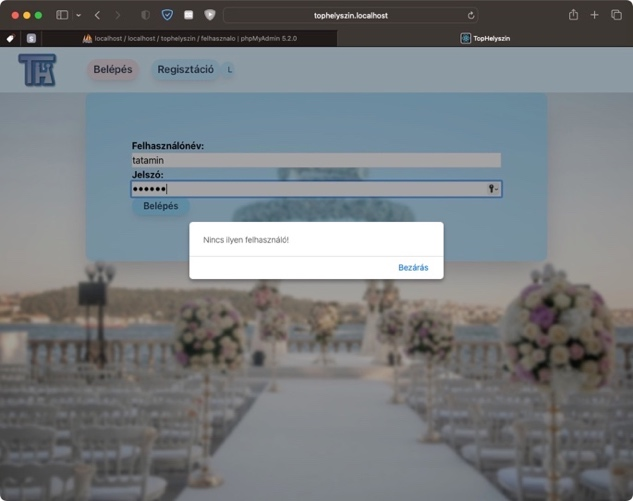 tophelyszin.localhost
S
localhost / localhost / tophelyszin / felhasznalo | phpMyAdmin 5.2.0
TopHelyszín
TH
Belépés
Regisztáció
L
Felhasználónév:
tatamin
Jelszó:
••••••
Belépés
Nincs ilyen felhasználó!
Bezárás